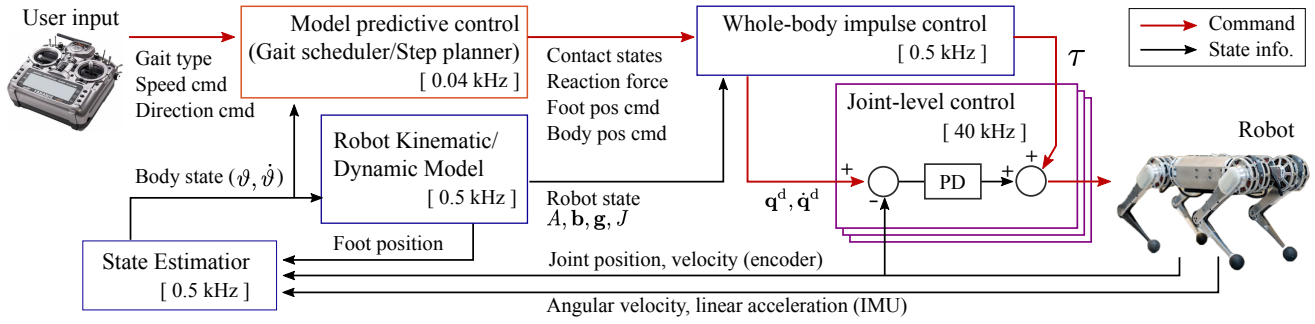 User input
Gait type
Speed cmd
Direction cmd
Model predictive control
(Gait scheduler/Step planner)
[ 0.04 kHz ]
Contact states
Reaction force
Foot pos cmd
Body pos cmd
Whole-body impulse control
[ 0.5 kHz ]
τ
Command
State info.
Joint-level control
[ 40 kHz ]
+
-
PD
+
+
q^d, q̇^d
Robot
Robot Kinematic/
Dynamic Model
[ 0.5 kHz ]
Body state (ϑ, ϑ̇)
Robot state
A, b, g, J
Foot position
State Estimatior
[ 0.5 kHz ]
Joint position, velocity (encoder)
Angular velocity, linear acceleration (IMU)